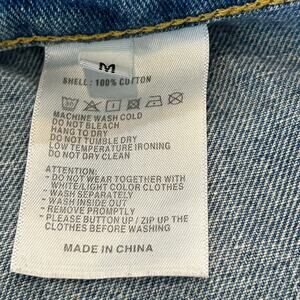 M
SHELL: 100% COTTON
MACHINE WASH COLD
DO NOT BLEACH
HANG TO DRY
DO NOT TUMBLE DRY
LOW TEMPERATURE IRONING
DO NOT DRY CLEAN
ATTENTION:
- DO NOT WEAR TOGETHER WITH
WHITE/LIGHT COLOR CLOTHES
- WASH SEPARATELY
- WASH INSIDE OUT
- REMOVE PROMPTLY
- PLEASE BUTTON UP / ZIP UP THE
CLOTHES BEFORE WASHING
MADE IN CHINA